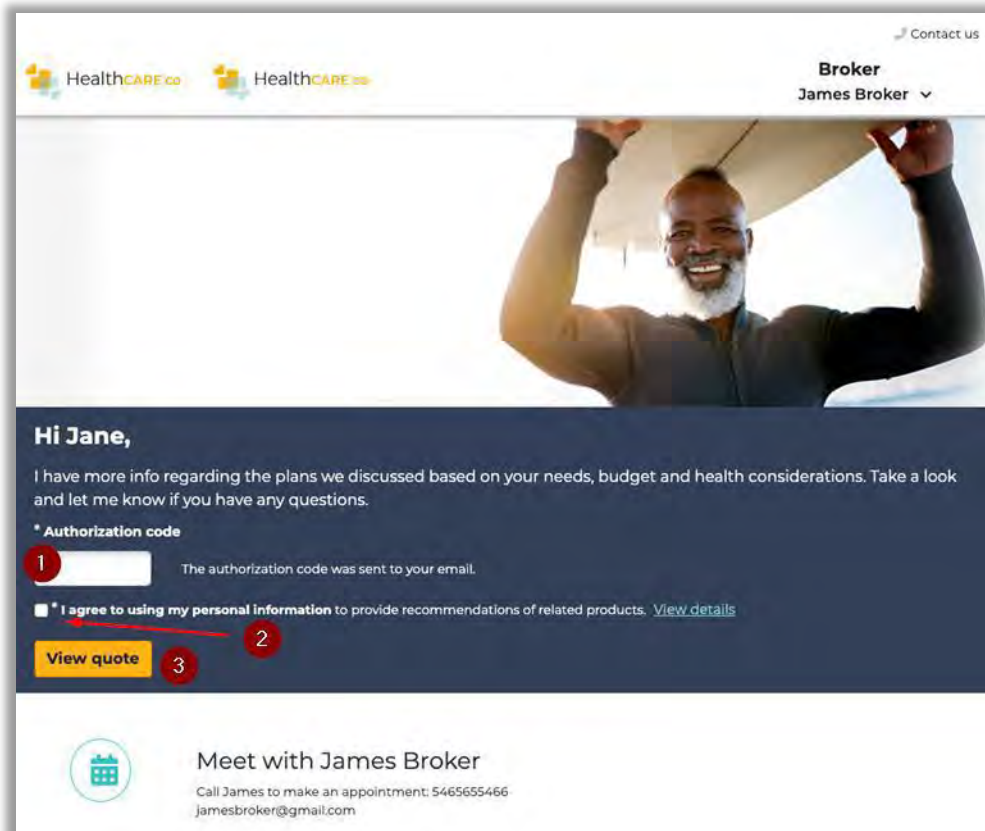 Contact us
HealthCARE co HealthCARE co
Broker
James Broker
Hi Jane,
I have more info regarding the plans we discussed based on your needs, budget and health considerations. Take a look
and let me know if you have any questions.
* Authorization code
1
The authorization code was sent to your email.
* I agree to using my personal information to provide recommendations of related products. View details
2
View quote
3
Meet with James Broker
Call James to make an appointment: 5465655466
jamesbroker@gmail.com